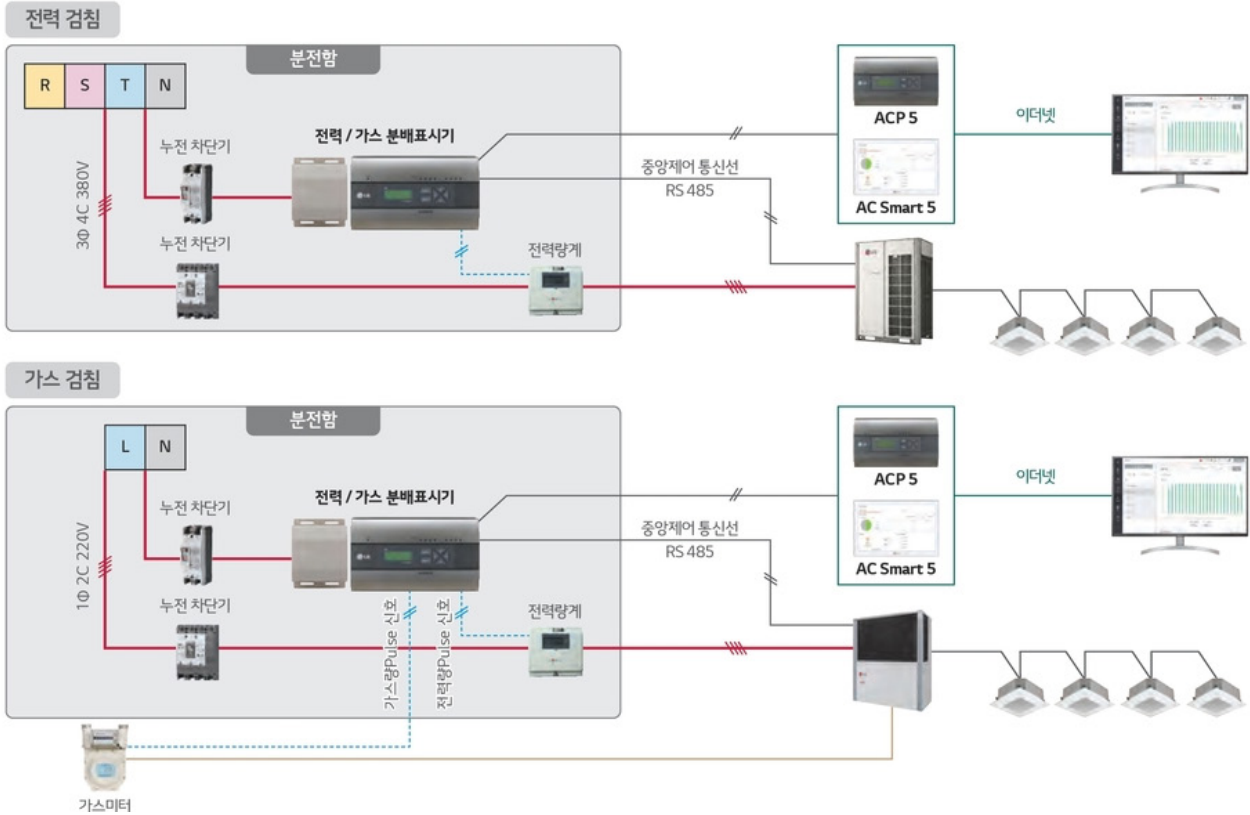 전력 검침
분전함
R S T N
누전 차단기
전력 / 가스 분배표시기
3Φ 4C 380V
누전 차단기
전력량계
중앙제어 통신선
RS 485
ACP 5
AC Smart 5
이더넷
가스 검침
분전함
L N
누전 차단기
전력 / 가스 분배표시기
1Φ 2C 220V
누전 차단기
가스량Pulse 신호
전력량Pulse 신호
전력량계
중앙제어 통신선
RS 485
ACP 5
AC Smart 5
이더넷
가스미터